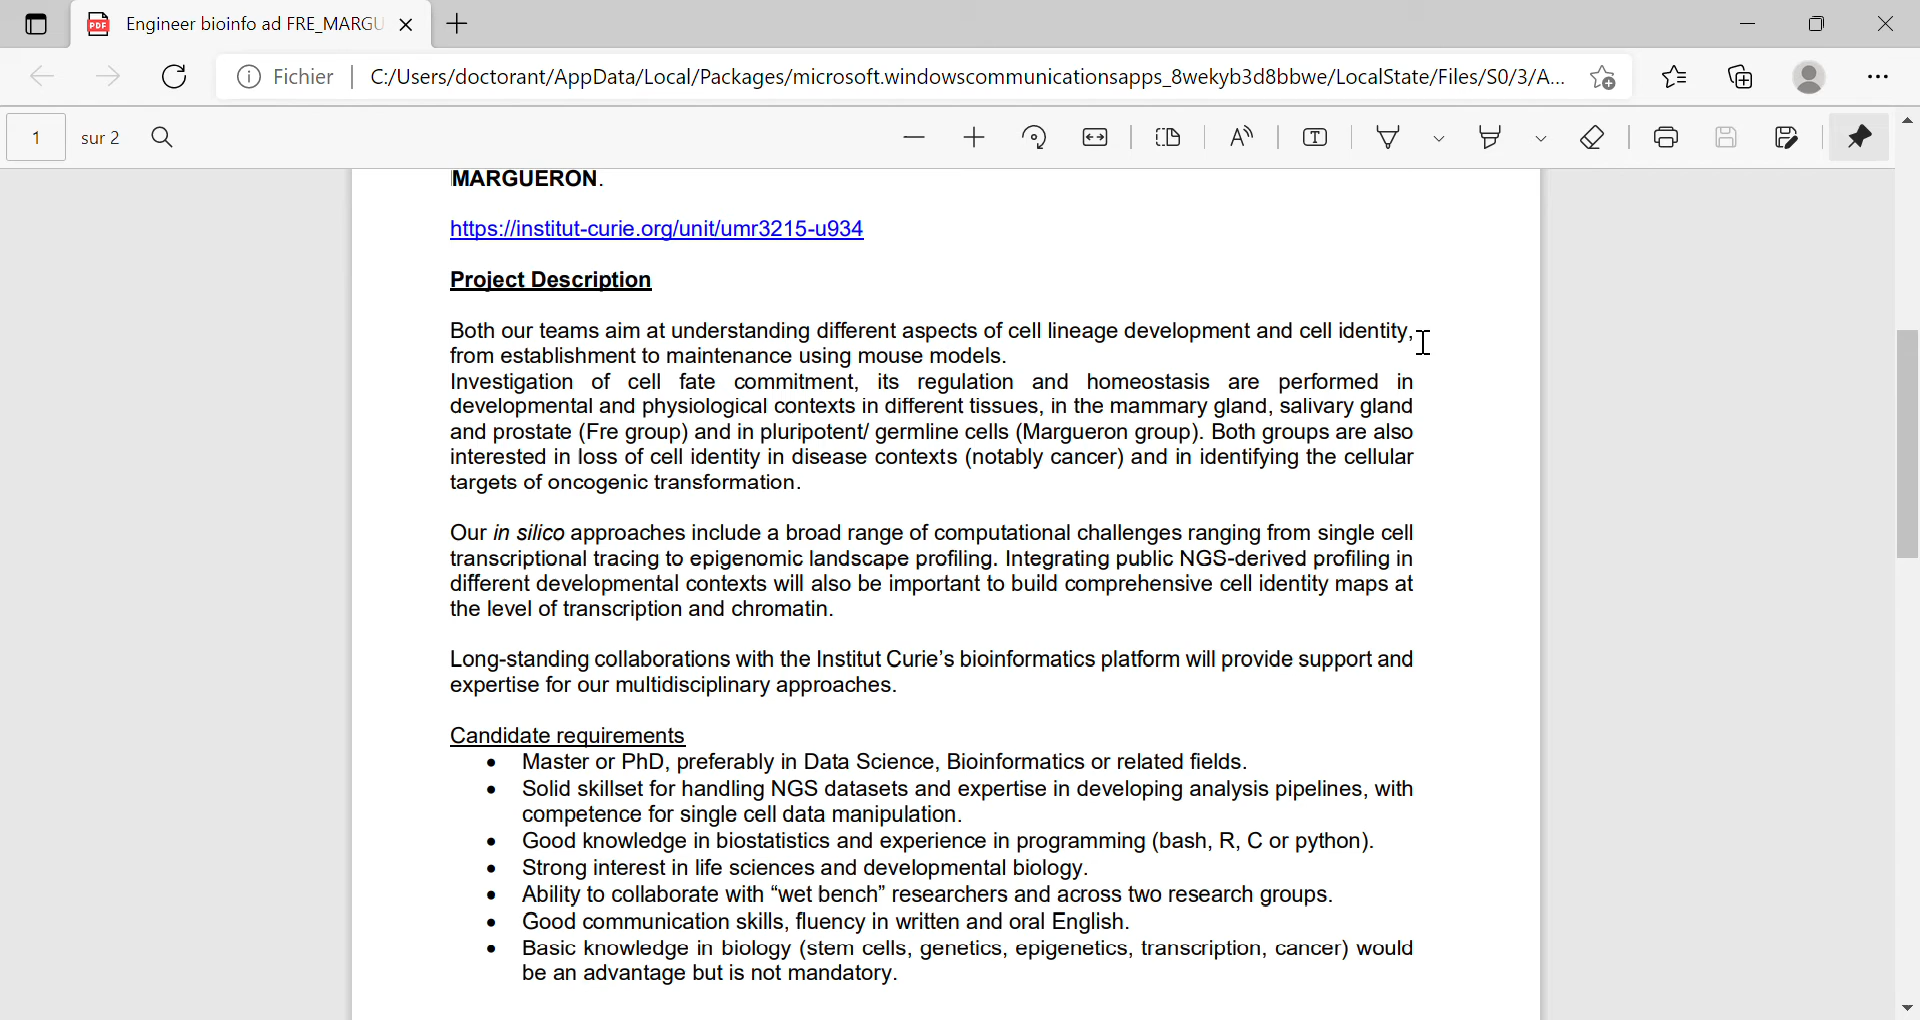 Engineer bioinfo ad FRE_MARGU
Fichier
C:/Users/doctorant/AppData/Local/Packages/microsoft.windowscommunicationsapps_8wekyb3d8bbwe/LocalState/Files/S0/3/A...
1 sur 2
MARGUERON.
https://institut-curie.org/unit/umr3215-u934
Project Description
Both our teams aim at understanding different aspects of cell lineage development and cell identity,
from establishment to maintenance using mouse models.
Investigation of cell fate commitment, its regulation and homeostasis are performed in
developmental and physiological contexts in different tissues, in the mammary gland, salivary gland
and prostate (Fre group) and in pluripotent/ germline cells (Margueron group). Both groups are also
interested in loss of cell identity in disease contexts (notably cancer) and in identifying the cellular
targets of oncogenic transformation.
Our in silico approaches include a broad range of computational challenges ranging from single cell
transcriptional tracing to epigenomic landscape profiling. Integrating public NGS-derived profiling in
different developmental contexts will also be important to build comprehensive cell identity maps at
the level of transcription and chromatin.
Long-standing collaborations with the Institut Curie’s bioinformatics platform will provide support and
expertise for our multidisciplinary approaches.
Candidate requirements
• Master or PhD, preferably in Data Science, Bioinformatics or related fields.
• Solid skillset for handling NGS datasets and expertise in developing analysis pipelines, with
competence for single cell data manipulation.
• Good knowledge in biostatistics and experience in programming (bash, R, C or python).
• Strong interest in life sciences and developmental biology.
• Ability to collaborate with “wet bench” researchers and across two research groups.
• Good communication skills, fluency in written and oral English.
• Basic knowledge in biology (stem cells, genetics, epigenetics, transcription, cancer) would
be an advantage but is not mandatory.